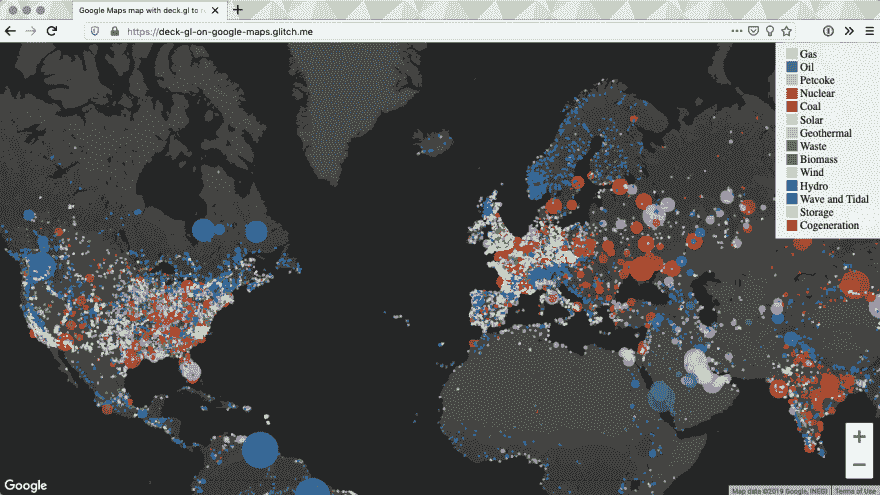 Google Maps map with deck.gl to r
https://deck-gl-on-google-maps.glitch.me
Gas
Oil
Petcoke
Nuclear
Coal
Solar
Geothermal
Waste
Biomass
Wind
Hydro
Wave and Tidal
Storage
Cogeneration
Google
Map data ©2019 Google, INEGI
Terms of Use